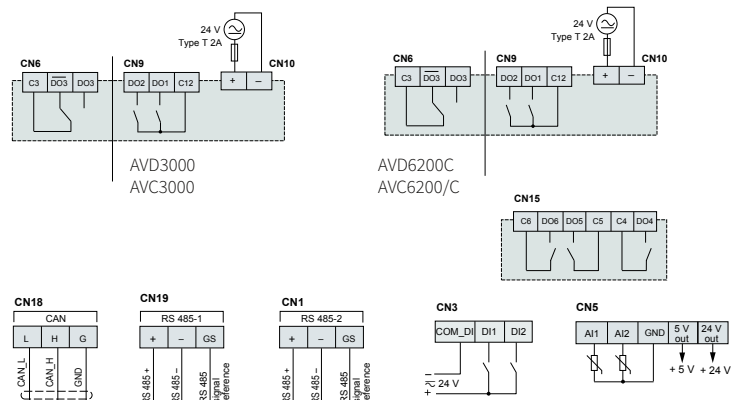 24 V
Type T 2A
CN6 CN9 CN10
C3 DO3 DO3 DO2 DO1 C12 + –
AVD3000
AVC3000
24 V
Type T 2A
CN6 CN9 CN10
C3 DO3 DO3 DO2 DO1 C12 + –
AVD6200C
AVC6200/C
CN15
C6 DO6 DO5 C5 C4 DO4
CN18
CAN
L H G
CAN_L CAN_H GND
CN19
RS 485-1
+ – GS
RS 485 + RS 485 – RS 485
signal
reference
CN1
RS 485-2
+ – GS
RS 485 + RS 485 – RS 485
signal
reference
CN3
COM_DI DI1 DI2
– 
24 V
+
CN5
AI1 AI2 GND 5 V out 24 V out
+ 5 V + 24 V